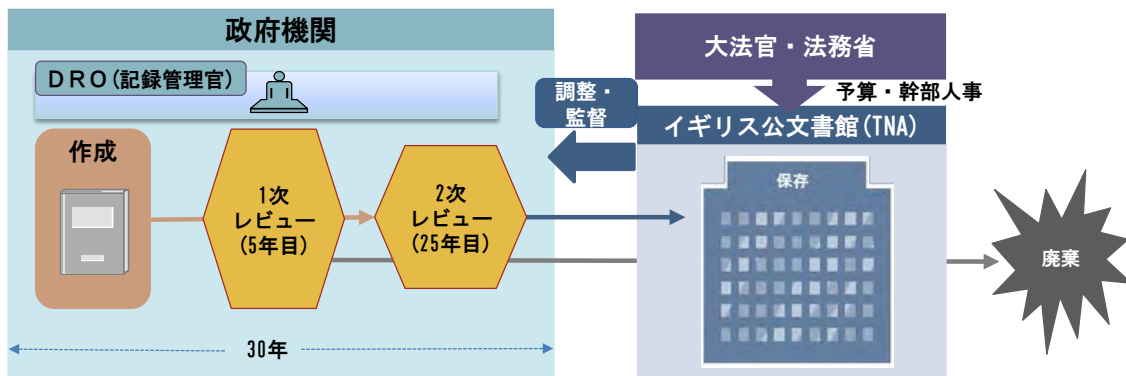 政府機関
DRO(記録管理官)
作成
1次
レビュー
(5年目)
2次
レビュー
(25年目)
30年
調整・
監督
大法官・法務省
予算・幹部人事
イギリス公文書館(TNA)
保存
廃棄